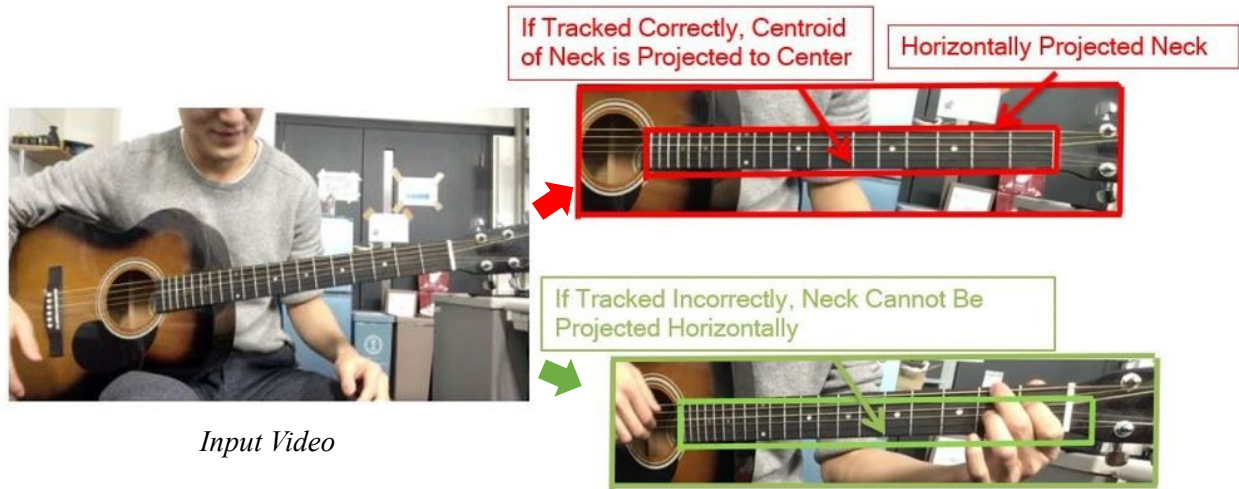 If Tracked Correctly, Centroid
of Neck is Projected to Center
Horizontally Projected Neck
If Tracked Incorrectly, Neck Cannot Be
Projected Horizontally
Input Video